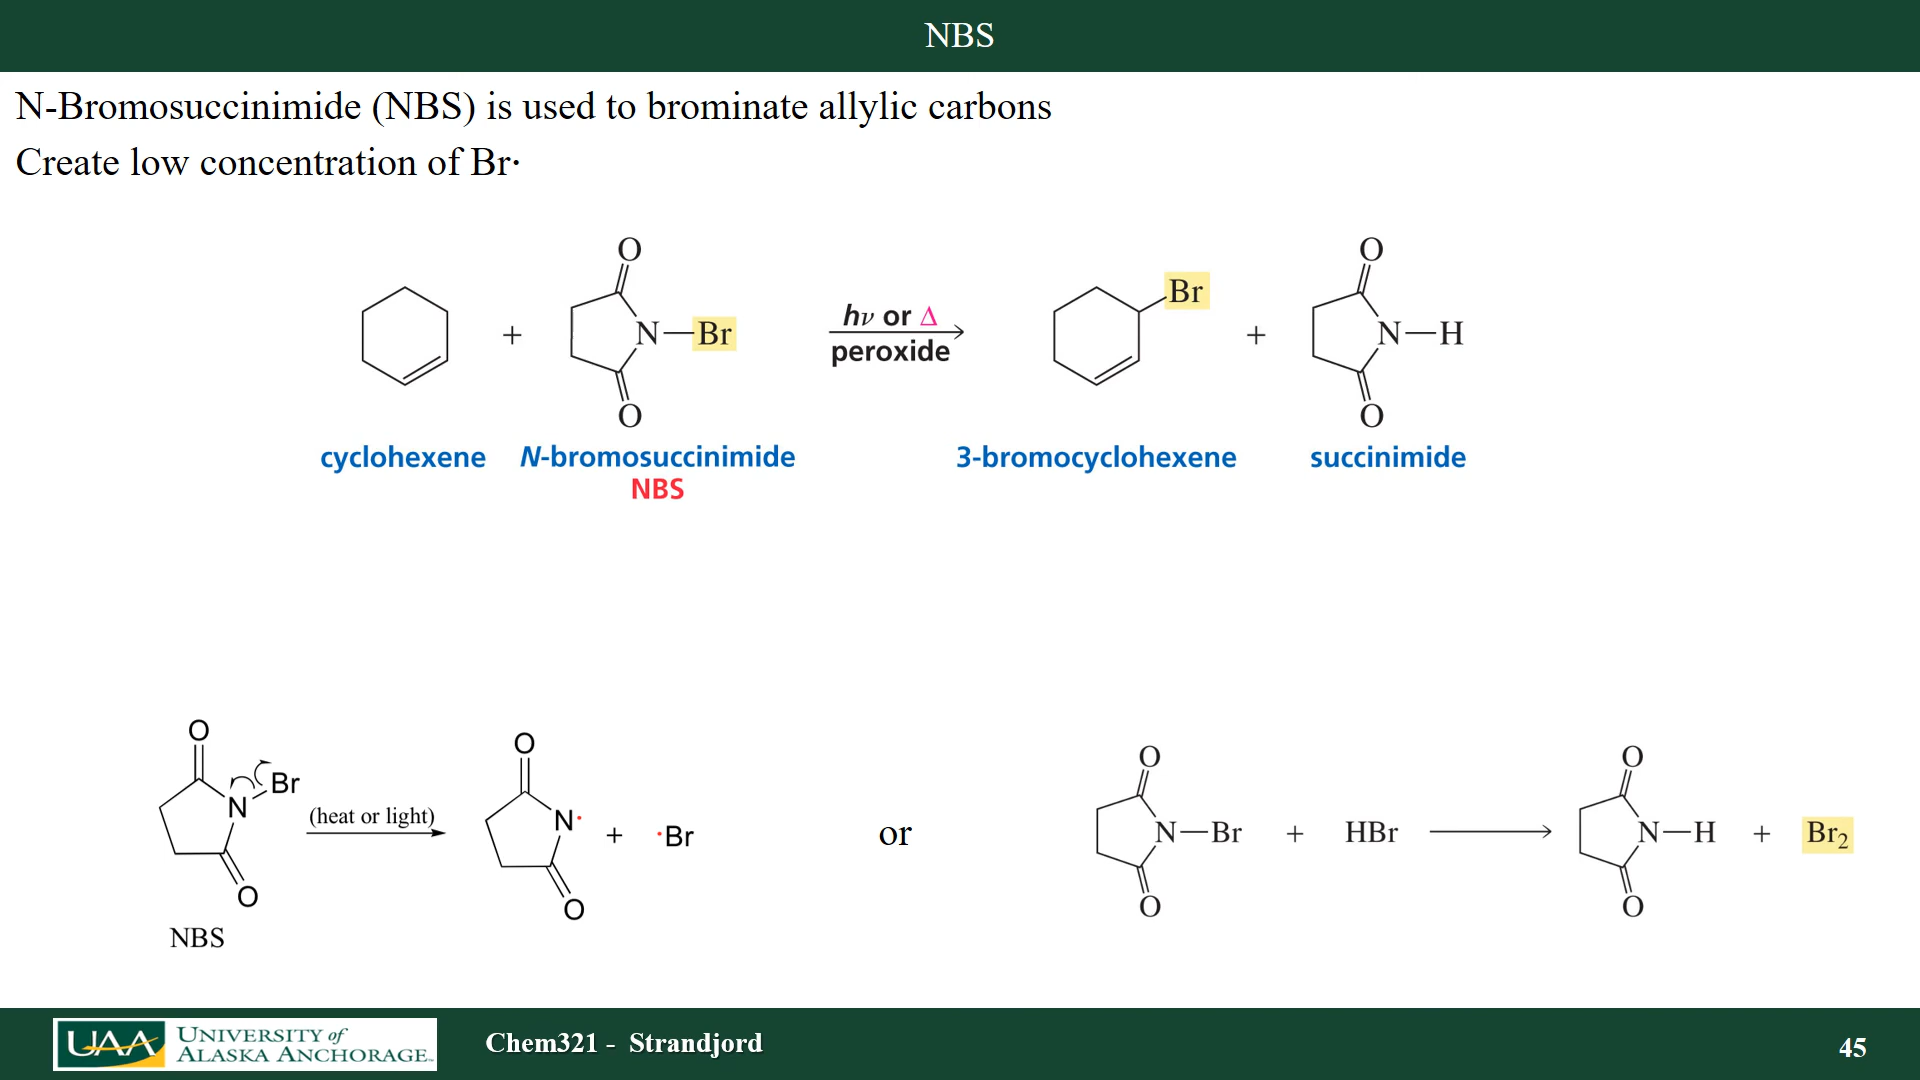 NBS
N-Bromosuccinimide (NBS) is used to brominate allylic carbons
Create low concentration of Br·
O O
Br
hν or Δ
+ N—Br peroxide + N—H
O O
cyclohexene N-bromosuccinimide 3-bromocyclohexene succinimide
NBS
O O O O
Br
N (heat or light) N· + ·Br or N—Br + HBr N—H + Br₂
O O O O
NBS
UAA UNIVERSITY of
ALASKA ANCHORAGE
Chem321 - Strandjord
45